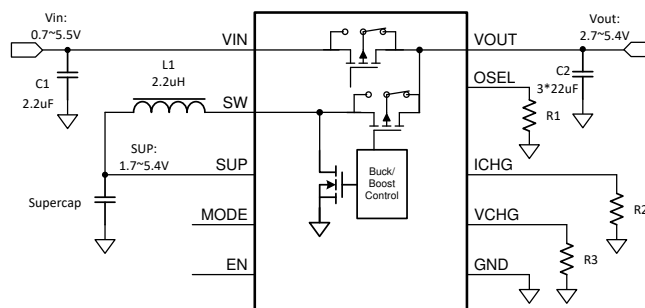 Vin:
0.7~5.5V
VIN
C1
2.2uF
L1
2.2uH
SW
SUP:
1.7~5.4V
SUP
Supercap
MODE
EN
Buck/
Boost
Control
Vout:
2.7~5.4V
VOUT
OSEL
C2
3*22uF
R1
ICHG
R2
VCHG
R3
GND